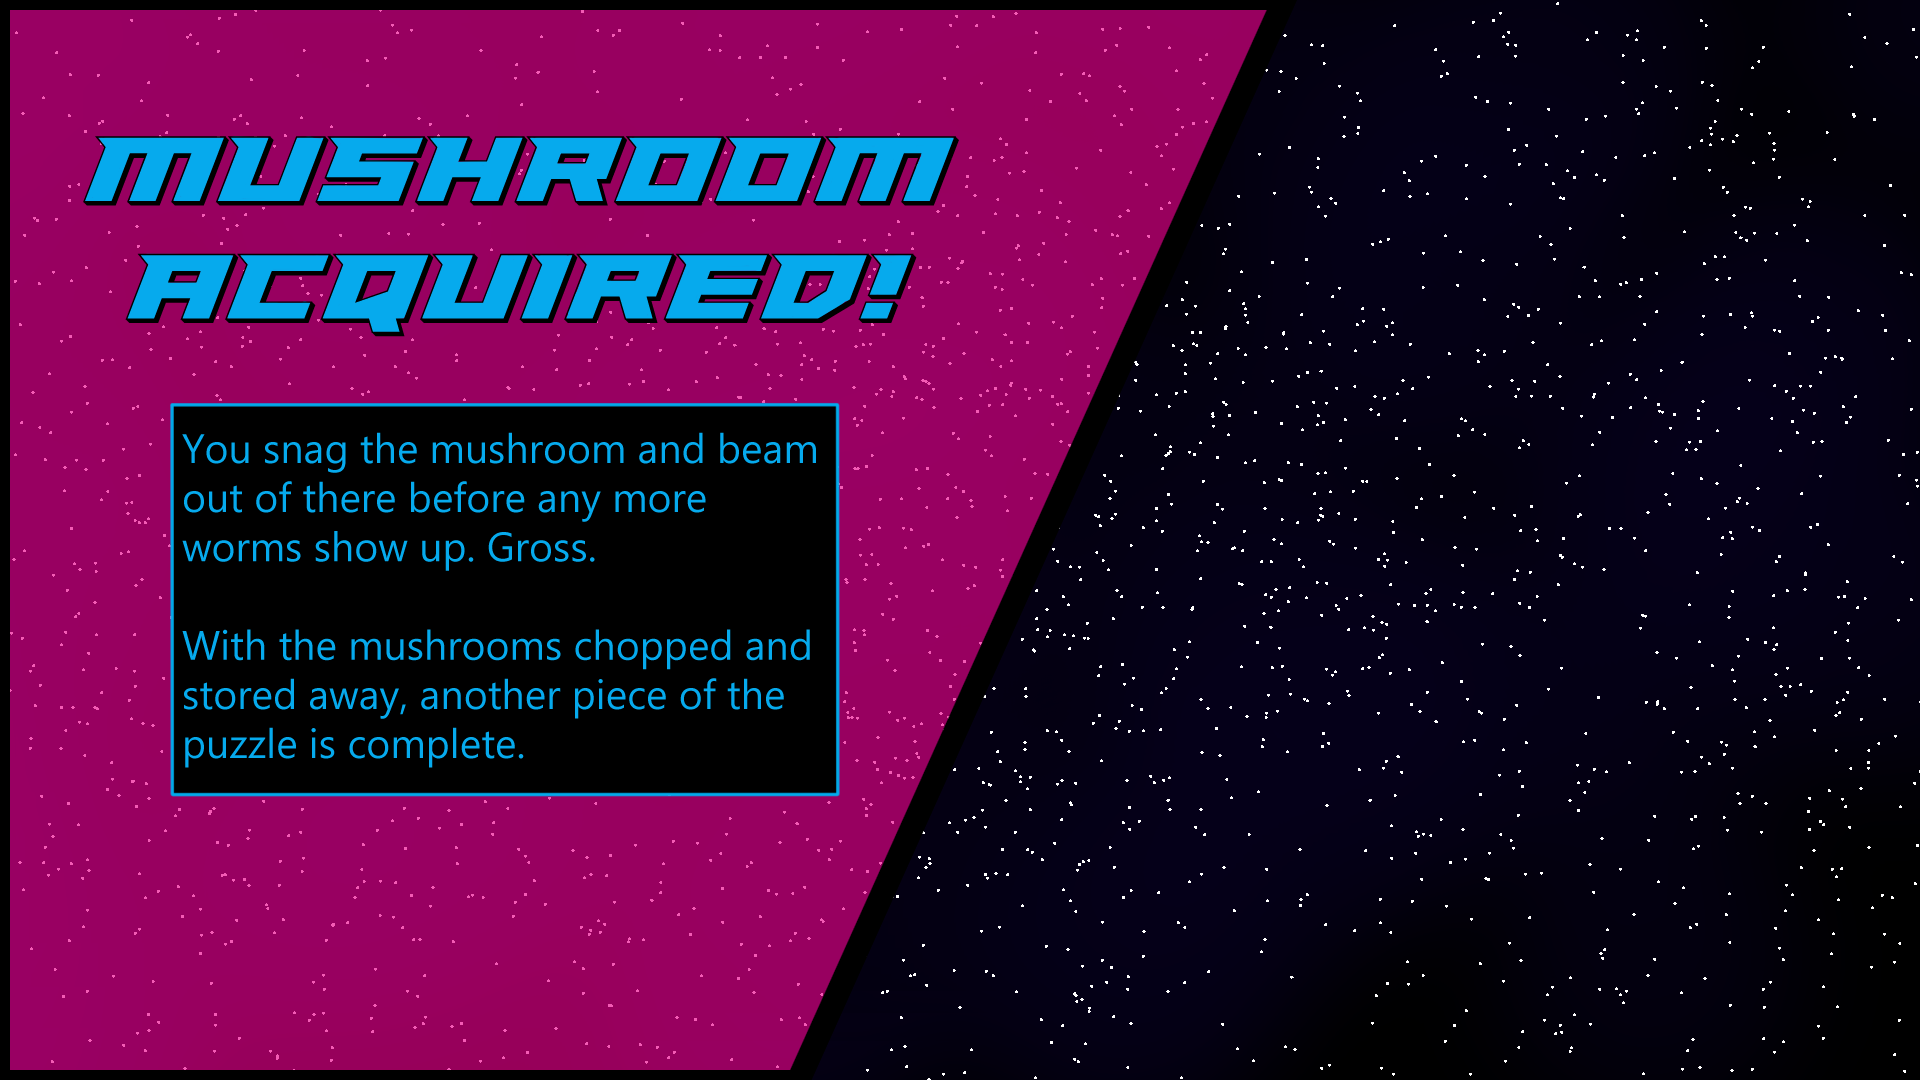 MUSHROOM
ACQUIRED!
You snag the mushroom and beam
out of there before any more
worms show up. Gross.
With the mushrooms chopped and
stored away, another piece of the
puzzle is complete.